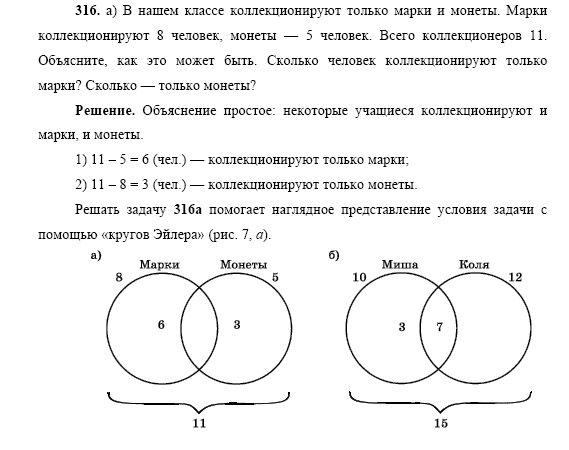 316. а) В нашем классе коллекционируют только марки и монеты. Марки
коллекционируют 8 человек, монеты — 5 человек. Всего коллекционеров 11.
Объясните, как это может быть. Сколько человек коллекционируют только
марки? Сколько — только монеты?
Решение. Объяснение простое: некоторые учащиеся коллекционируют и
марки, и монеты.
1) 11 – 5 = 6 (чел.) — коллекционируют только марки;
2) 11 – 8 = 3 (чел.) — коллекционируют только монеты.
Решать задачу 316а помогает наглядное представление условия задачи с
помощью «кругов Эйлера» (рис. 7, а).
а)
Марки Монеты
8 5
6 3
11
б)
Миша Коля
10 12
3 7
15